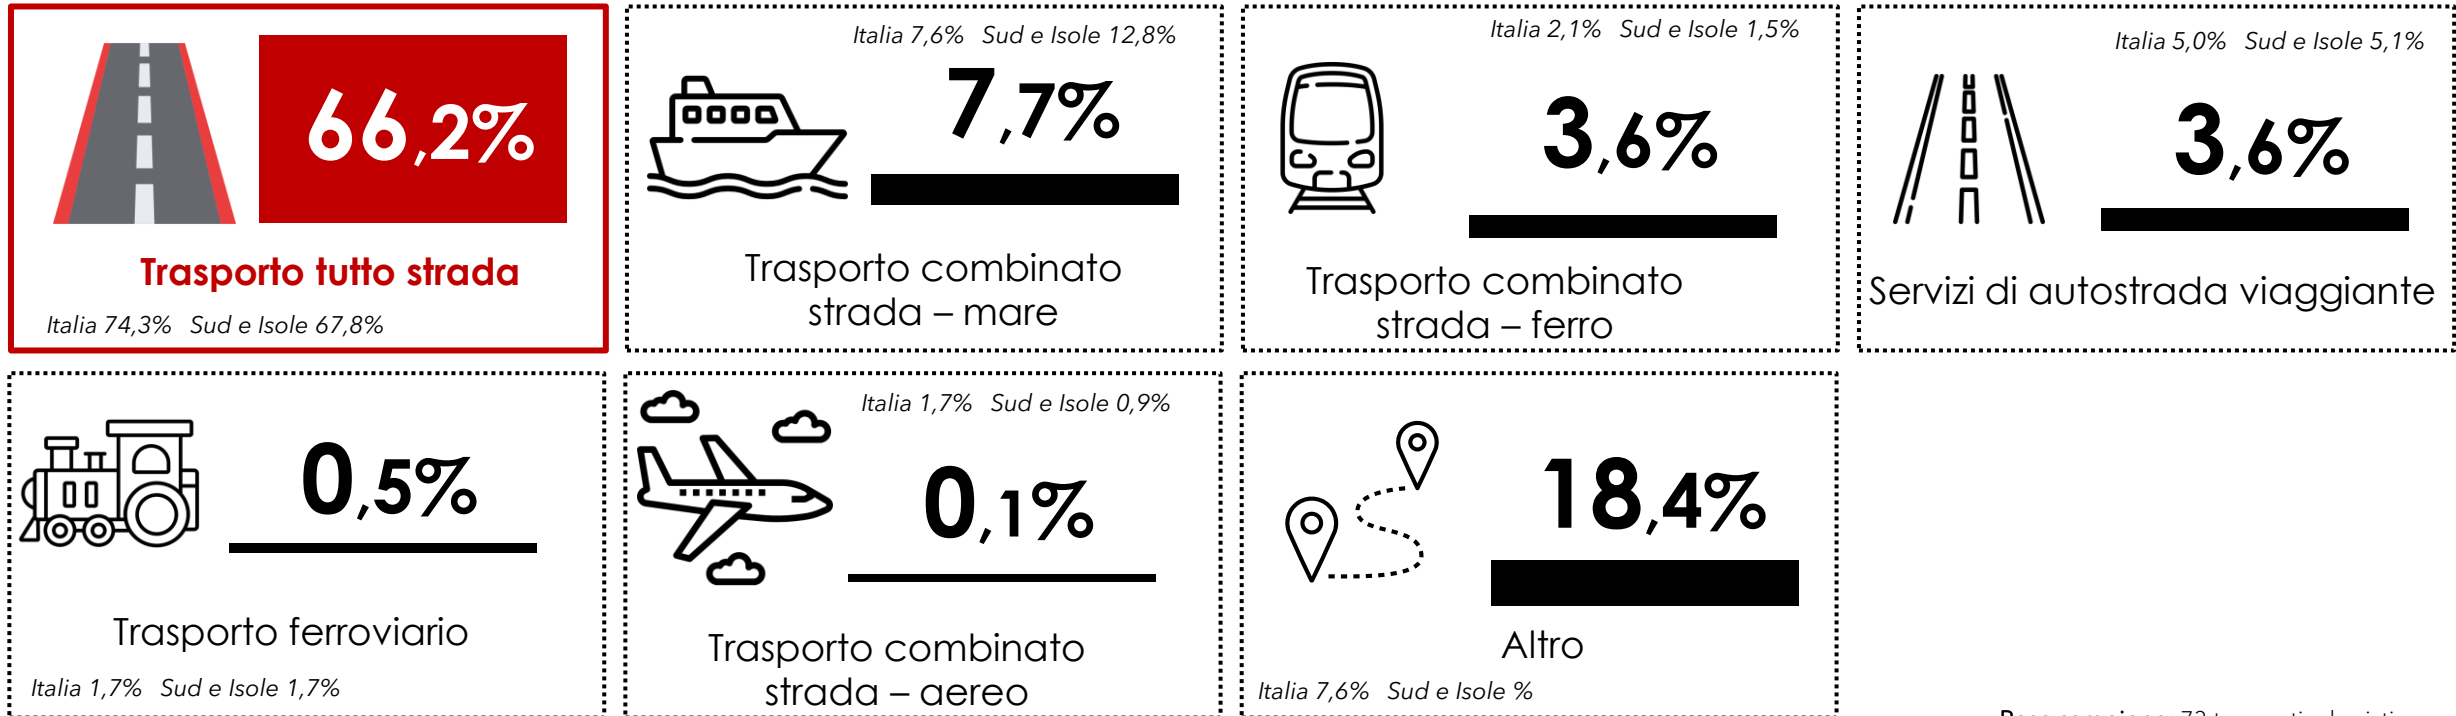 66,2%
Trasporto tutto strada
Italia 74,3% Sud e Isole 67,8%
Italia 7,6% Sud e Isole 12,8%
7,7%
Trasporto combinato
strada – mare
Italia 2,1% Sud e Isole 1,5%
3,6%
Trasporto combinato
strada – ferro
Italia 5,0% Sud e Isole 5,1%
3,6%
Servizi di autostrada viaggiante
0,5%
Trasporto ferroviario
Italia 1,7% Sud e Isole 1,7%
Italia 1,7% Sud e Isole 0,9%
0,1%
Trasporto combinato
strada – aereo
18,4%
Altro
Italia 7,6% Sud e Isole %